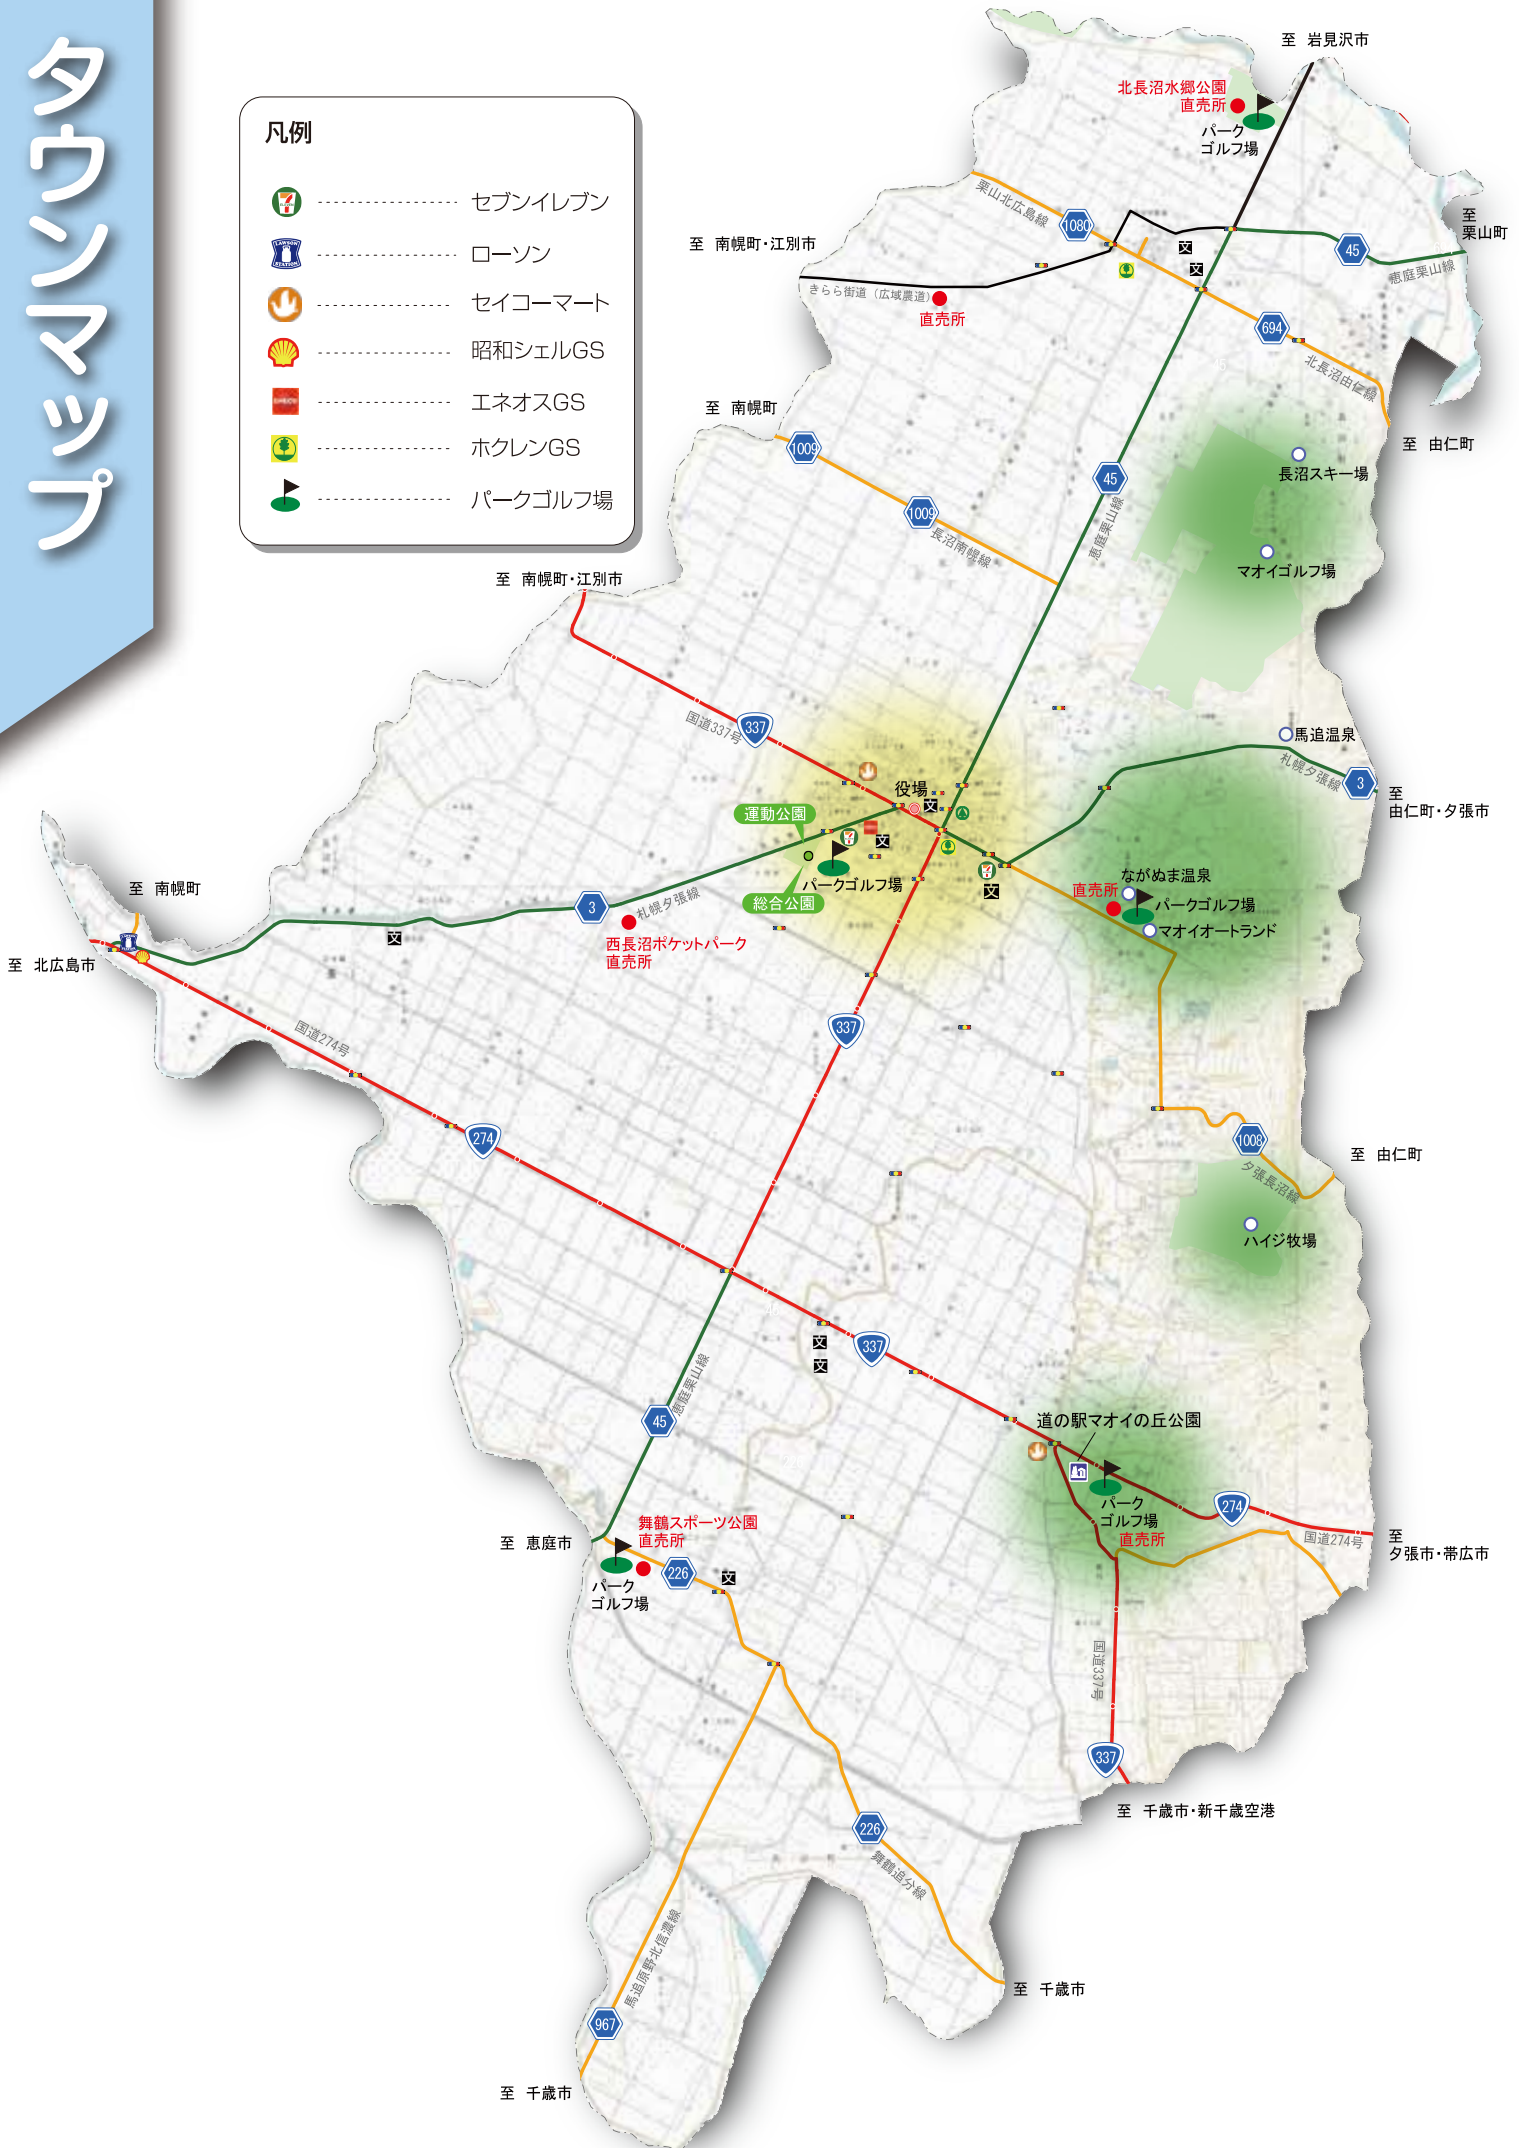 タウンマップ
凡例
セブンイレブン
ローソン
セイコーマート
昭和シェルGS
エネオスGS
ホクレンGS
パークゴルフ場
至 岩見沢市
北長沼水郷公園
直売所
パーク
ゴルフ場
栗山北広島線
1080
至
栗山町
至 南幌町・江別市
45
恵庭栗山線
きらら街道（広域農道）
直売所
694
北長沼由仁線
至 南幌町
至 由仁町
1009
1009
長沼南幌線
45
恵庭栗山線
長沼スキー場
マオイゴルフ場
至 南幌町・江別市
国道337号
337
馬追温泉
札幌夕張線
3
至
由仁町・夕張市
役場
運動公園
パークゴルフ場
総合公園
至 南幌町
3
札幌夕張線
西長沼ポケットパーク
直売所
直売所
ながぬま温泉
パークゴルフ場
マオイオートランド
至 北広島市
国道274号
337
274
1008
至 由仁町
夕張長沼線
ハイジ牧場
337
恵庭栗山線
45
道の駅マオイの丘公園
パーク
ゴルフ場
直売所
274
国道274号
至
夕張市・帯広市
至 恵庭市
舞鶴スポーツ公園
直売所
226
パーク
ゴルフ場
国道337号
337
至 千歳市・新千歳空港
226
舞鶴追分線
馬追原野北信濃線
至 千歳市
967
至 千歳市